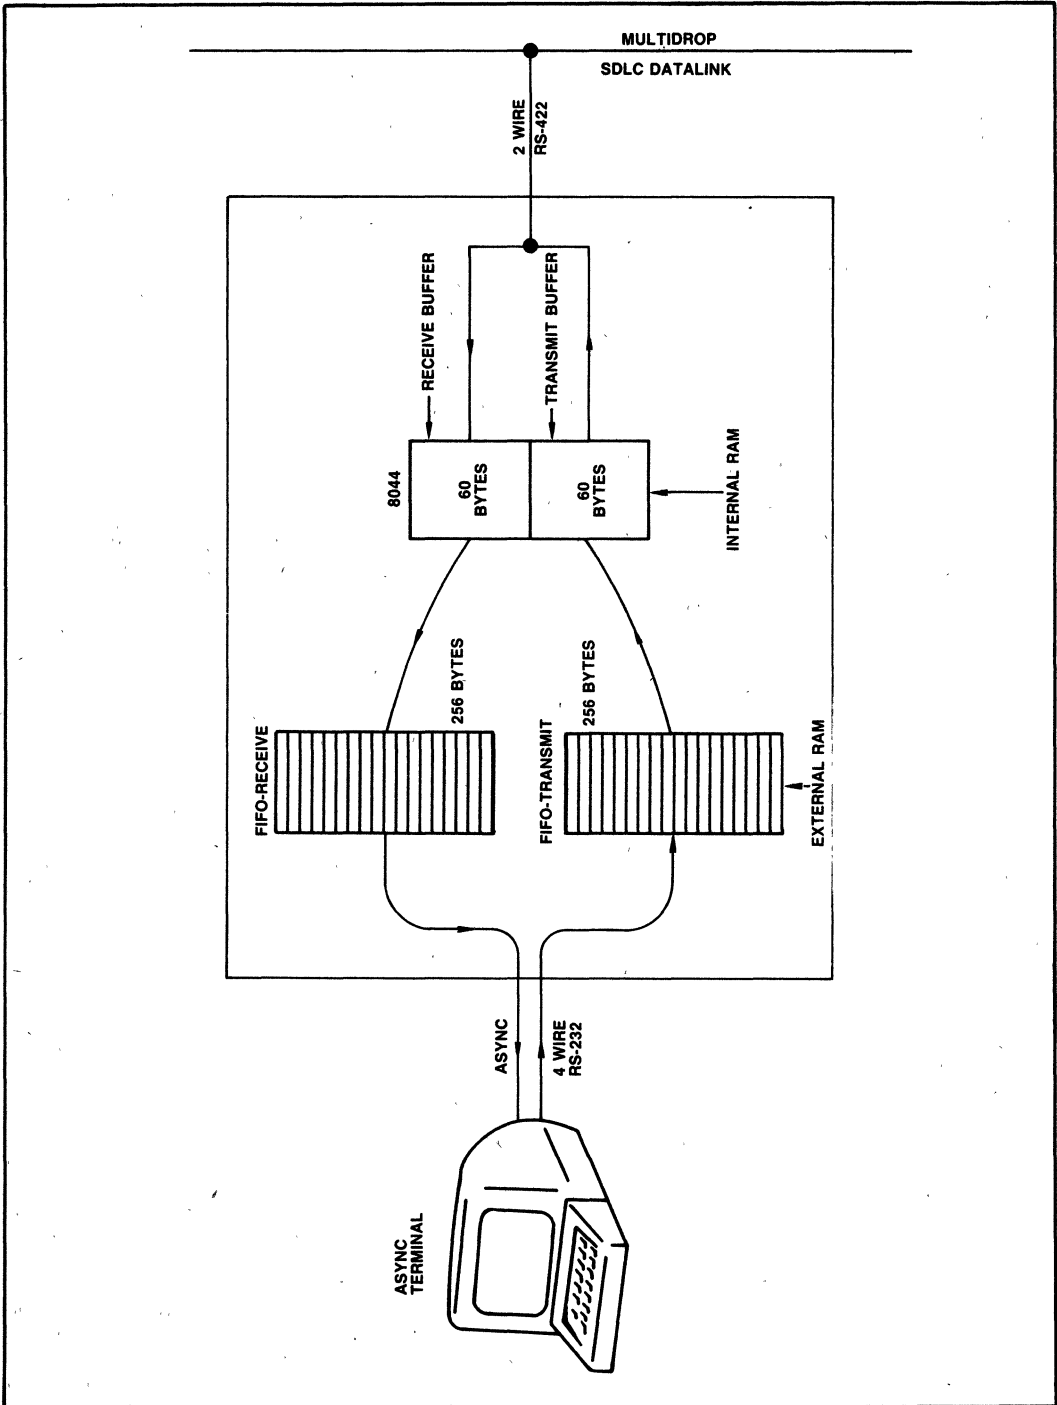 MULTIDROP
SDLC DATALINK
2 WIRE
RS-422
RECEIVE BUFFER
TRANSMIT BUFFER
8044
60
BYTES
60
BYTES
INTERNAL RAM
FIFO-RECEIVE
256 BYTES
FIFO-TRANSMIT
256 BYTES
EXTERNAL RAM
ASYNC
4 WIRE
RS-232
ASYNC
TERMINAL